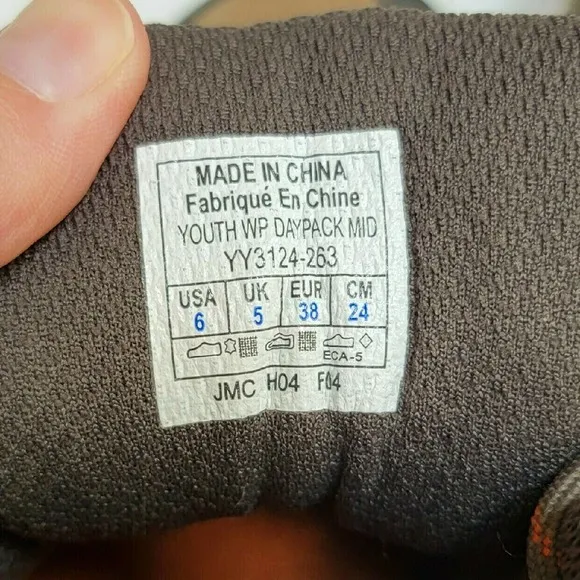 MADE IN CHINA
Fabriqué En Chine
YOUTH WP DAYPACK MID
YY3124-263
USA UK EUR CM
6 5 38 24
ECA-5
JMC H04 F04